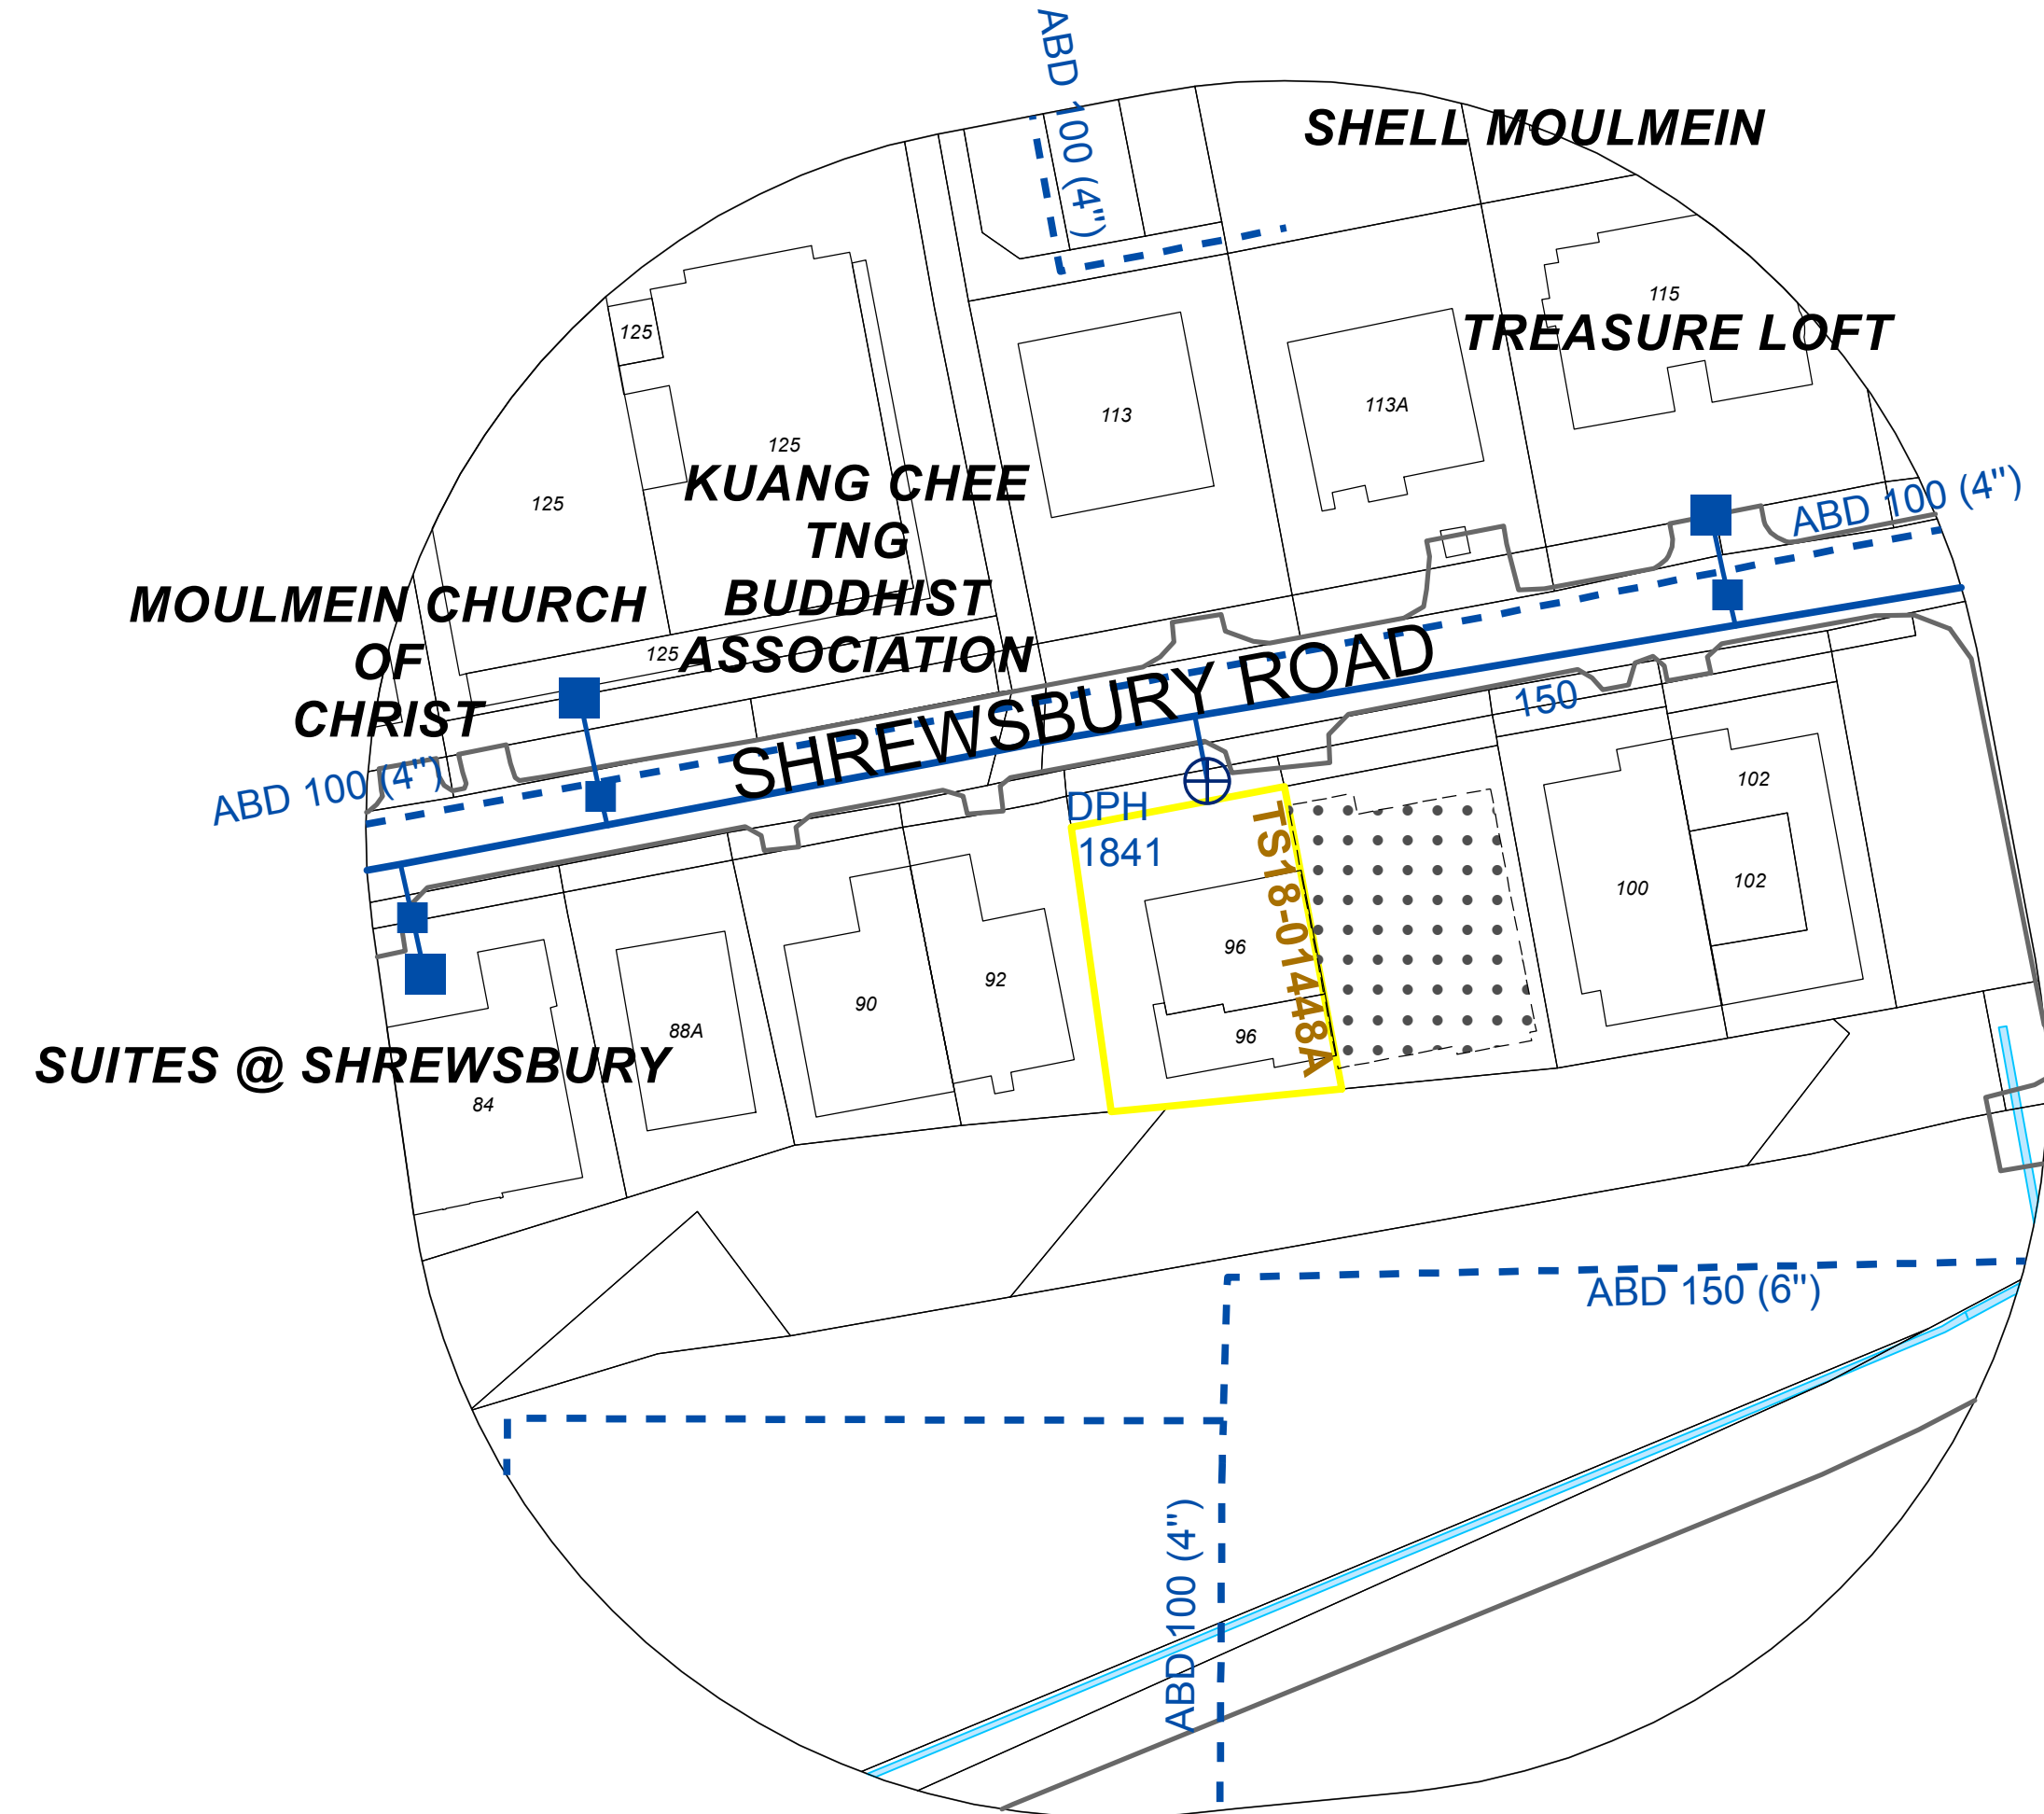 ABD 100 (4")
SHELL MOULMEIN
115
TREASURE LOFT
125
113
113A
125
125
KUANG CHEE
TNG
BUDDHIST
ASSOCIATION
ABD 100 (4")
MOULMEIN CHURCH
OF
CHRIST
125
SHREWSBURY ROAD
150
ABD 100 (4")
DPH
1841
TS18-01448A
102
102
100
96
96
92
90
88A
SUITES @ SHREWSBURY
84
ABD 150 (6")
ABD 100 (4")